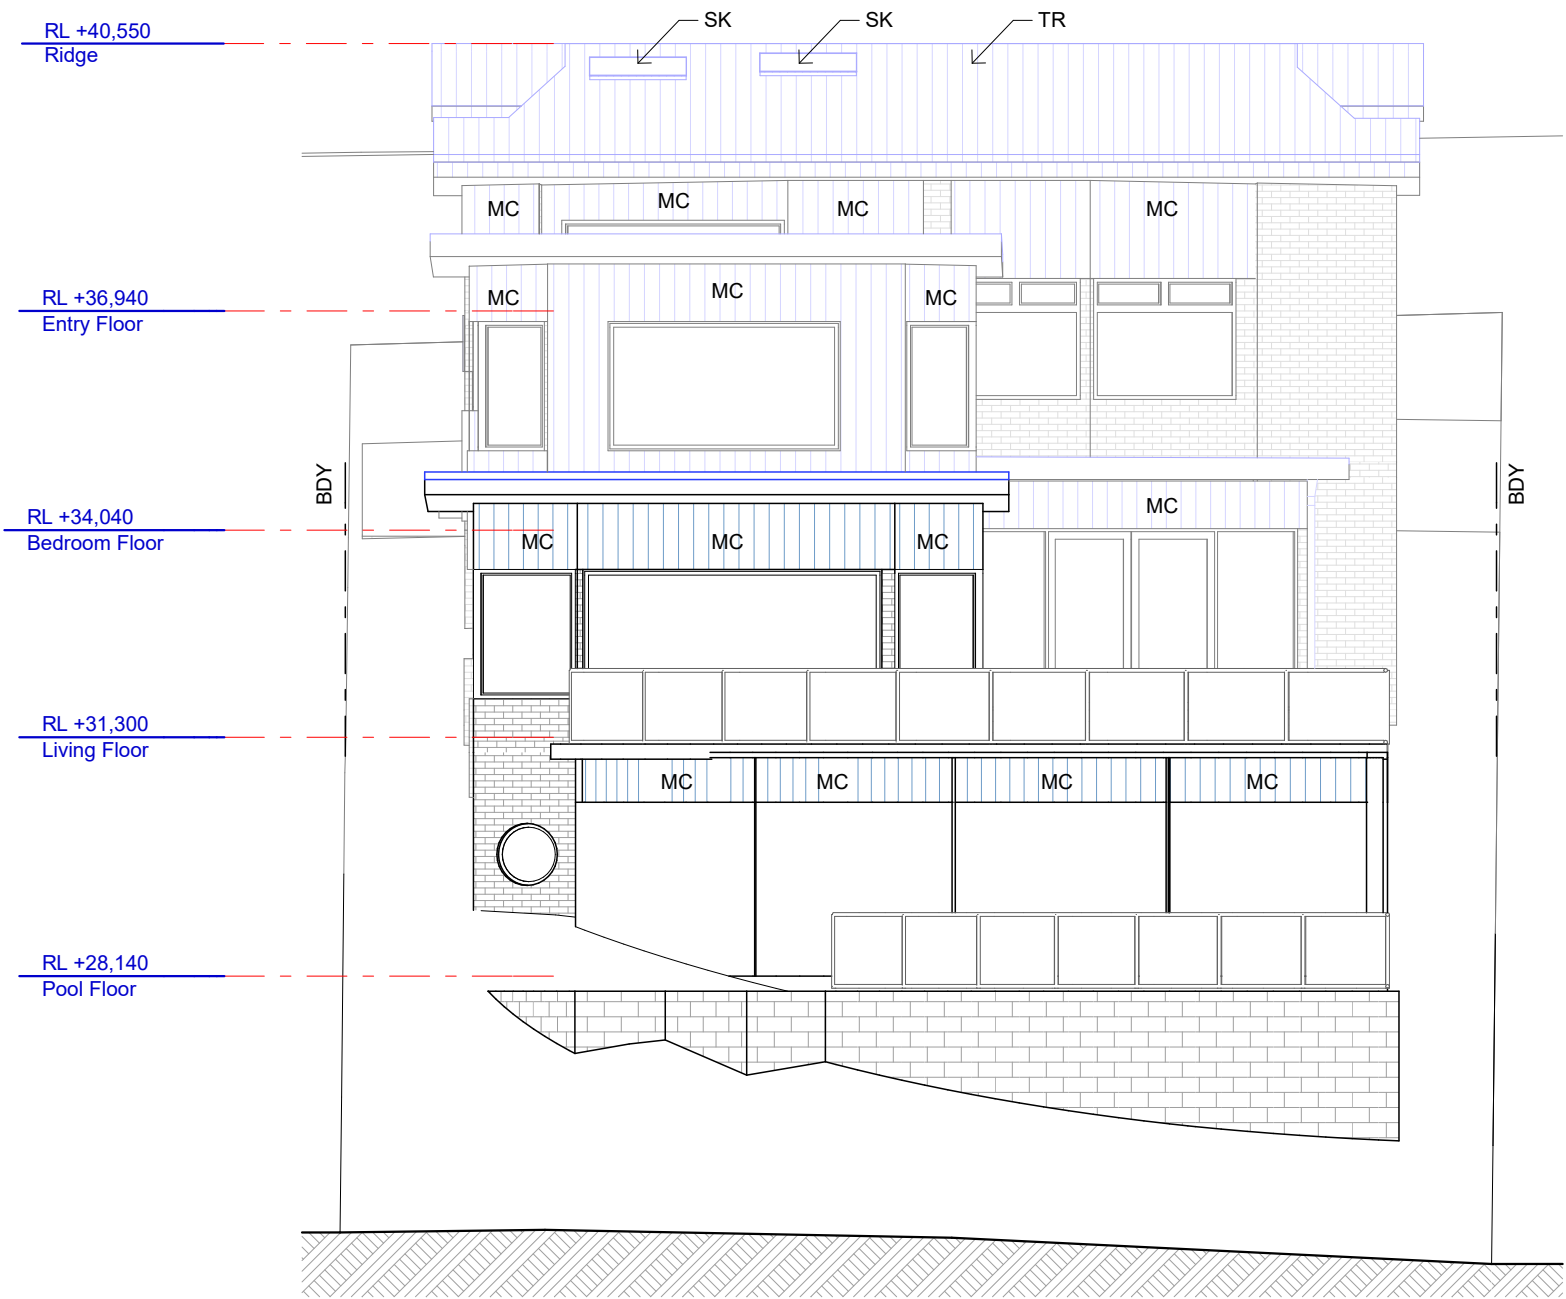 SK
SK
TR
RL +40,550
Ridge
MC
MC
MC
MC
RL +36,940
Entry Floor
MC
MC
MC
BDY
BDY
RL +34,040
Bedroom Floor
MC
MC
MC
MC
RL +31,300
Living Floor
MC
MC
MC
MC
RL +28,140
Pool Floor